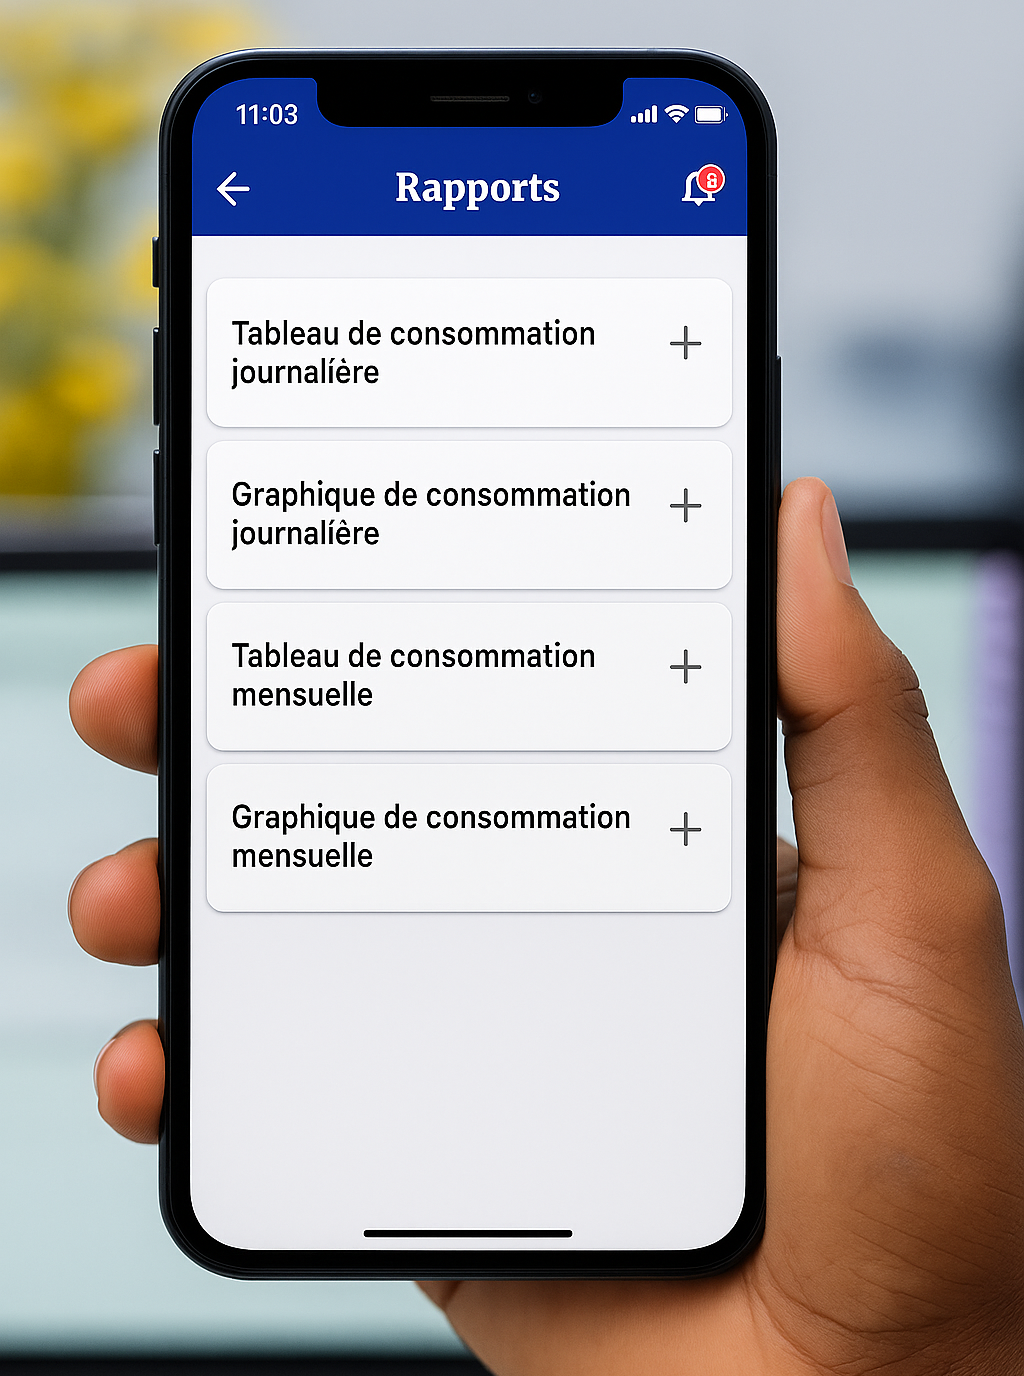 11:03
Rapports
8
Tableau de consommation
journalíère
Graphique de consommation
journalíêre
Tableau de consommation
mensuelle
Graphique de consommation
mensuelle